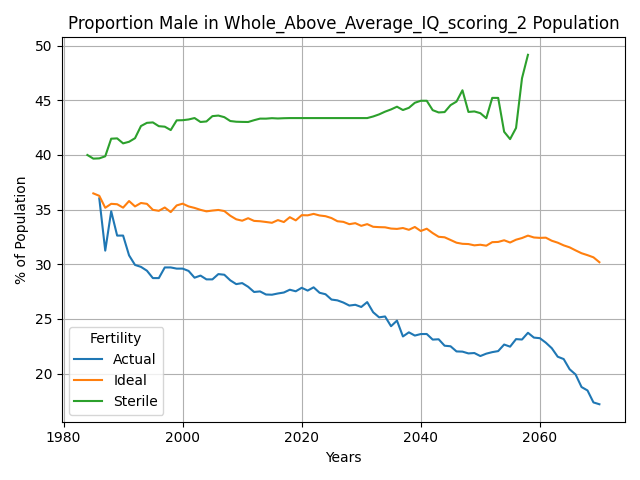 Proportion Male in Whole_Above_Average_IQ_scoring_2 Population
% of Population
50
45
40
35
30
25
20
Fertility
Actual
Ideal
Sterile
1980
2000
2020
2040
2060
Years